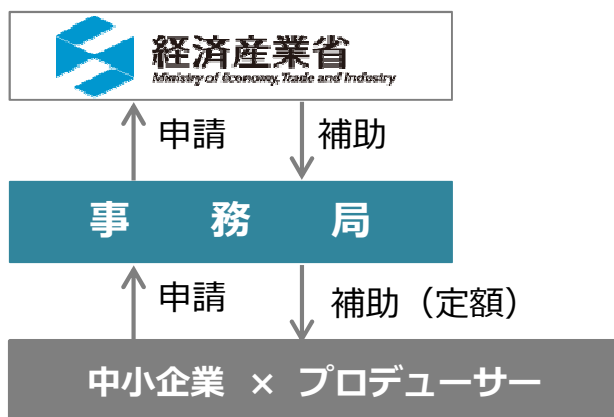 経済産業省
Ministry of Economy, Trade and Industry
申請 補助
事務局
申請 補助（定額）
中小企業 × プロデューサー